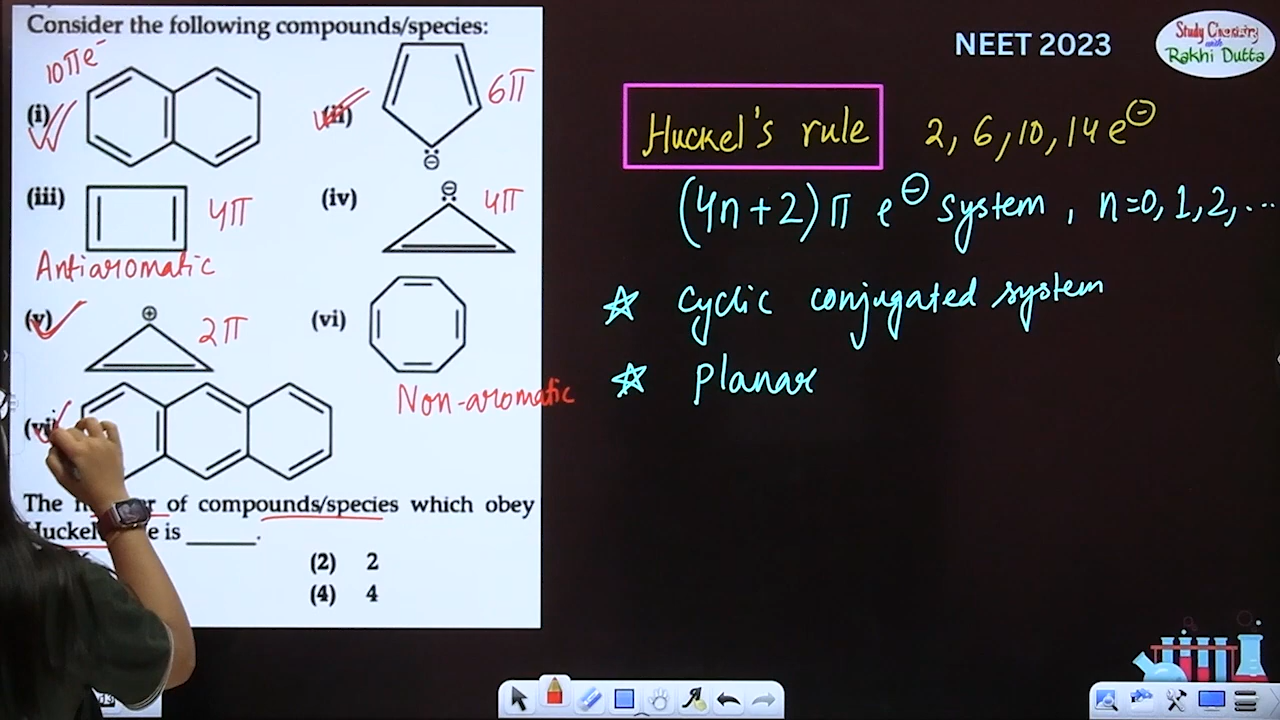 Consider the following compounds/species:
NEET 2023
Study Chemistry
with
Rakhi Dutta
10πe⁻
(i)
(ii)
6π
Huckel's rule
2, 6, 10, 14 e⊖
(4n+2) π e⊖ system, n=0, 1, 2, ...
(iii)
4π
(iv)
⊖
4π
Antiaromatic
☆ Cyclic conjugated system
(v)
⊕
2π
(vi)
☆ Planar
Non-aromatic
The of compounds/species which obey
is ______.
(2) 2
(4) 4